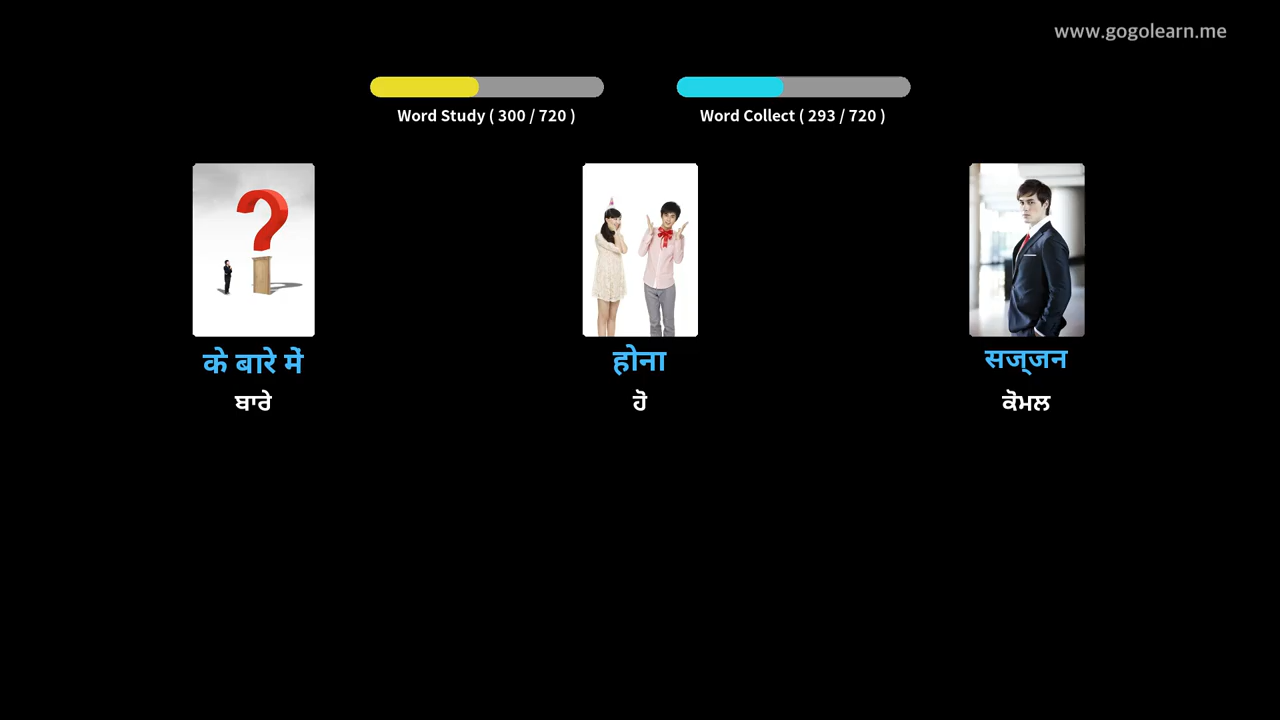 www.gogolearn.me
Word Study ( 300 / 720 )
Word Collect ( 293 / 720 )
के बारे में
होना
सज्‌जन
ਬਾਰੇ
ਹੋ
ਕੋਮਲ